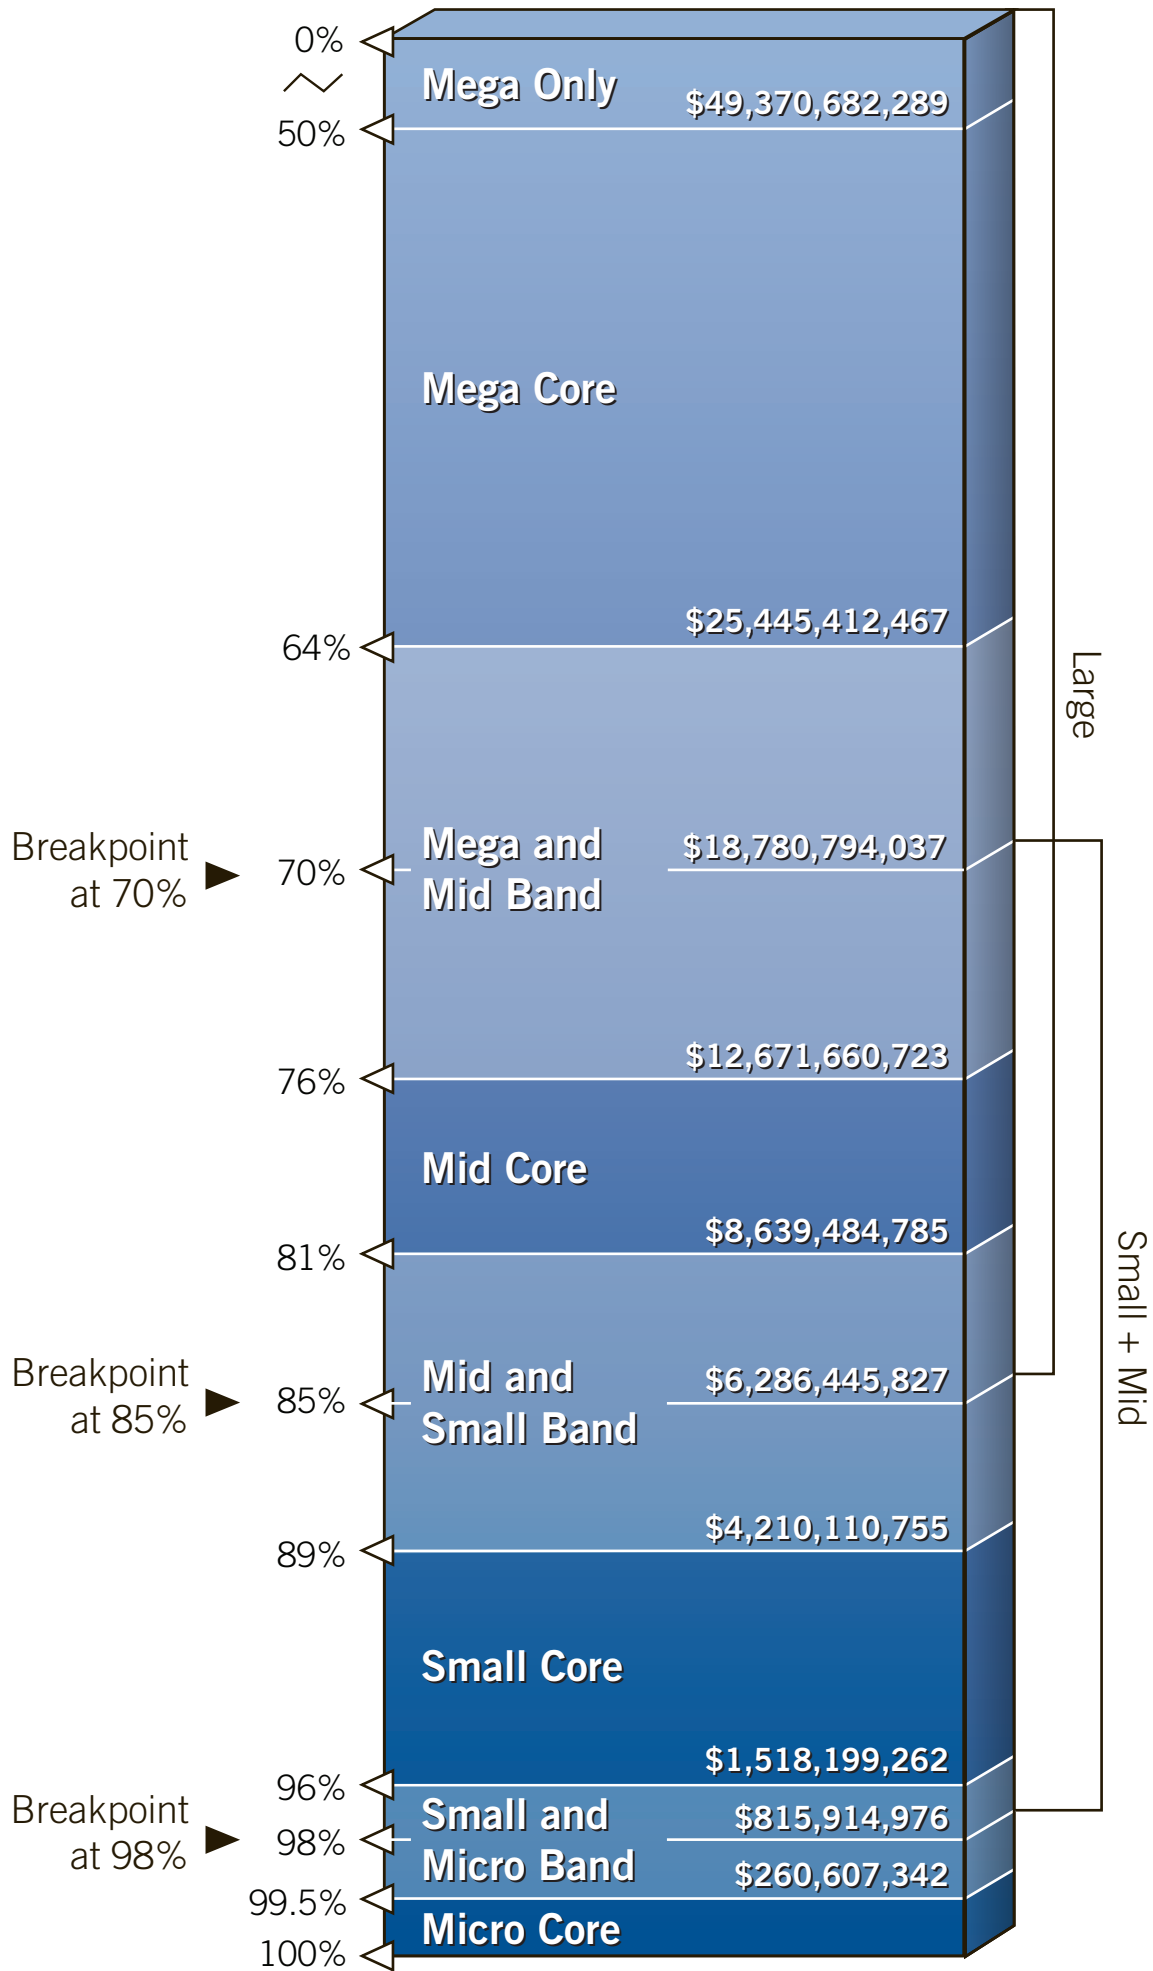 0%
Mega Only
$49,370,682,289
50%
Mega Core
$25,445,412,467
64%
Large
Breakpoint
at 70%
70%
Mega and
Mid Band
$18,780,794,037
$12,671,660,723
76%
Mid Core
$8,639,484,785
81%
Small + Mid
Breakpoint
at 85%
85%
Mid and
Small Band
$6,286,445,827
$4,210,110,755
89%
Small Core
$1,518,199,262
96%
Breakpoint
at 98%
98%
Small and
Micro Band
$815,914,976
$260,607,342
99.5%
Micro Core
100%